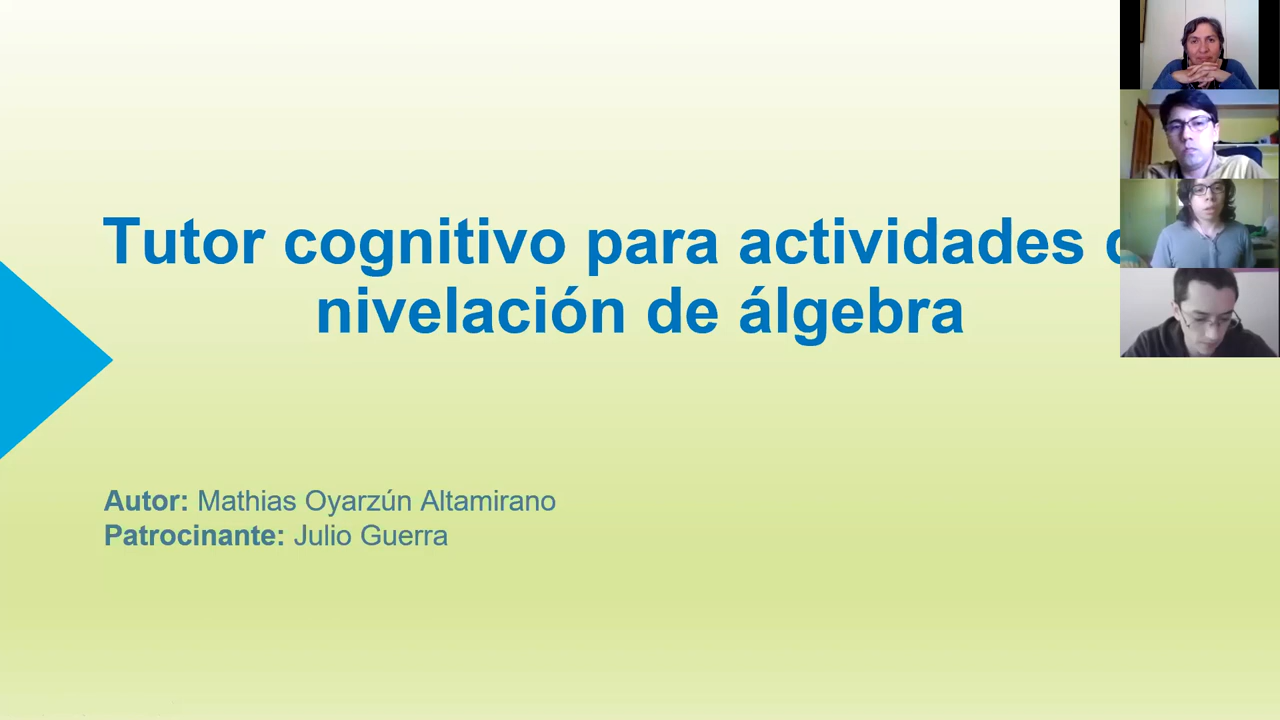 Tutor cognitivo para actividades
nivelación de álgebra
Autor: Mathias Oyarzún Altamirano
Patrocinante: Julio Guerra